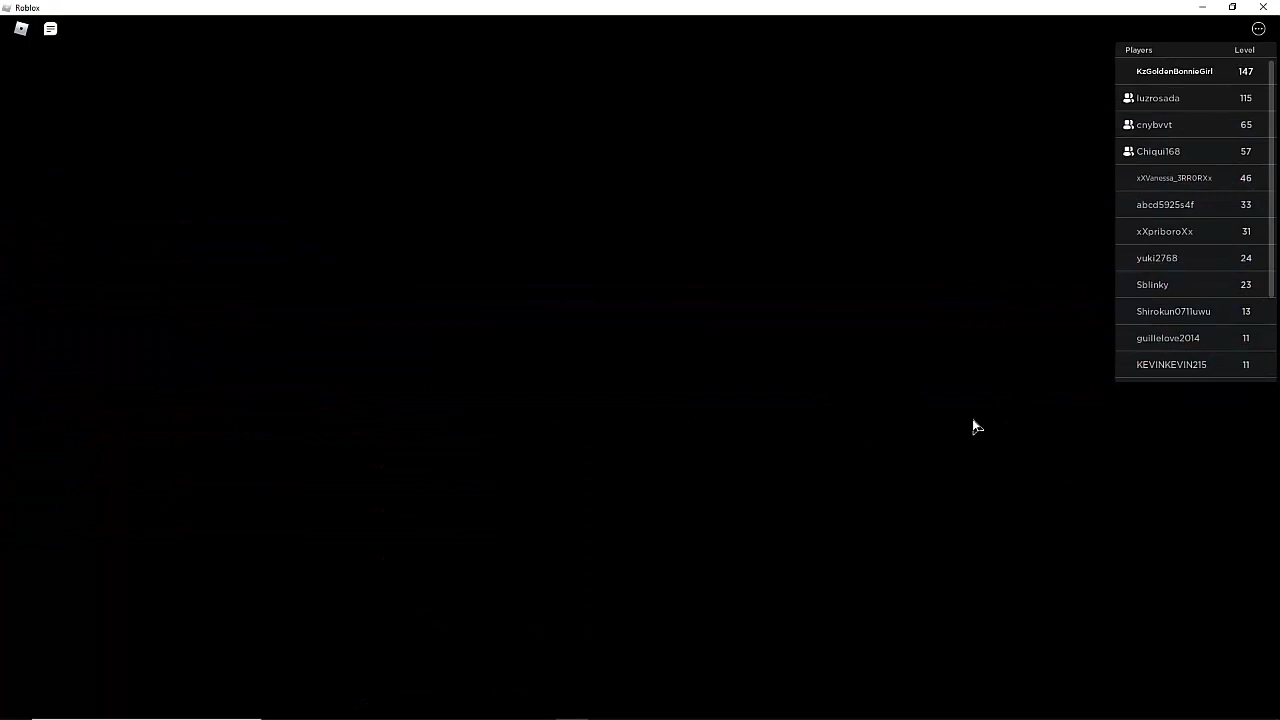 Roblox
Players Level
KzGoldenBonnieGirl 147
luzrosada 115
cnybvvt 65
Chiqui168 57
xXVanessa_3RR0RXx 46
abcd5925s4f 33
xXpriboroXx 31
yuki2768 24
Sblinky 23
Shirokun0711uwu 13
guillelove2014 11
KEVINKEVIN215 11